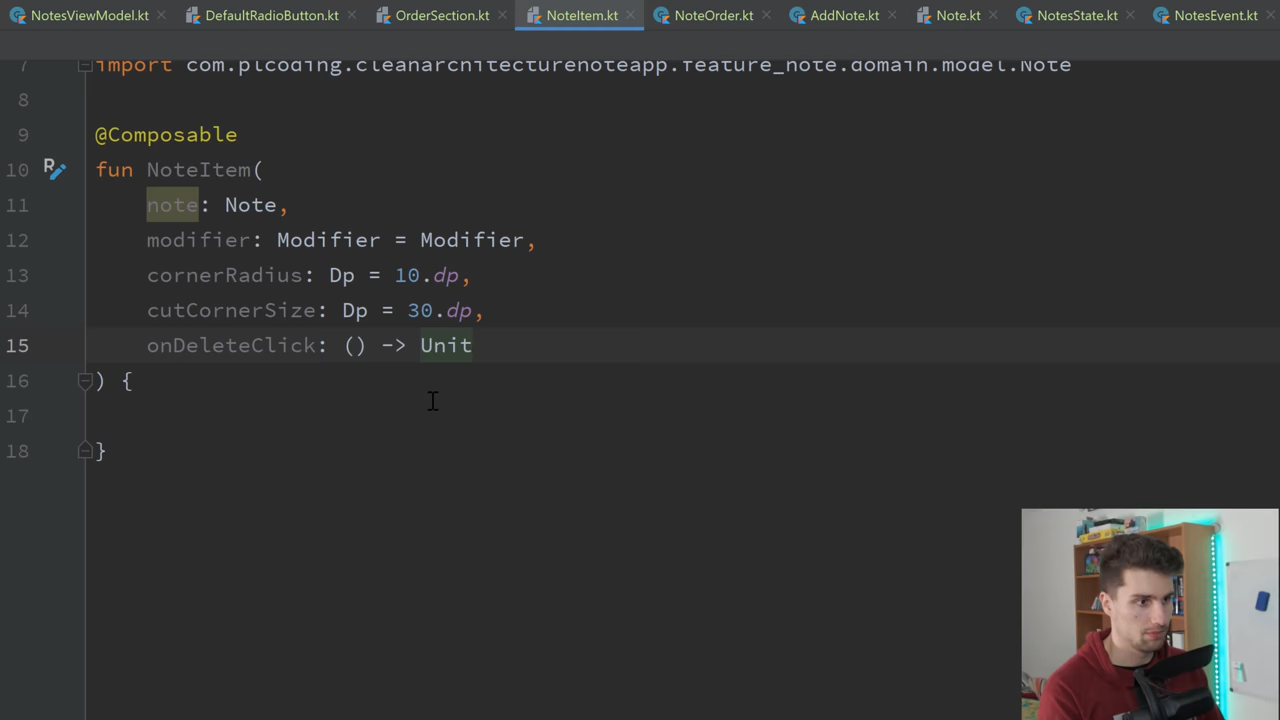 NotesViewModel.kt DefaultRadioButton.kt OrderSection.kt NoteItem.kt NoteOrder.kt AddNote.kt Note.kt NotesState.kt NotesEvent.kt
7 import com.plcoding.cleanarchitecturenoteapp.feature_note.domain.model.Note
8
9 @Composable
10 fun NoteItem(
11 note: Note,
12 modifier: Modifier = Modifier,
13 cornerRadius: Dp = 10.dp,
14 cutCornerSize: Dp = 30.dp,
15 onDeleteClick: () -> Unit
16 ) {
17
18 }